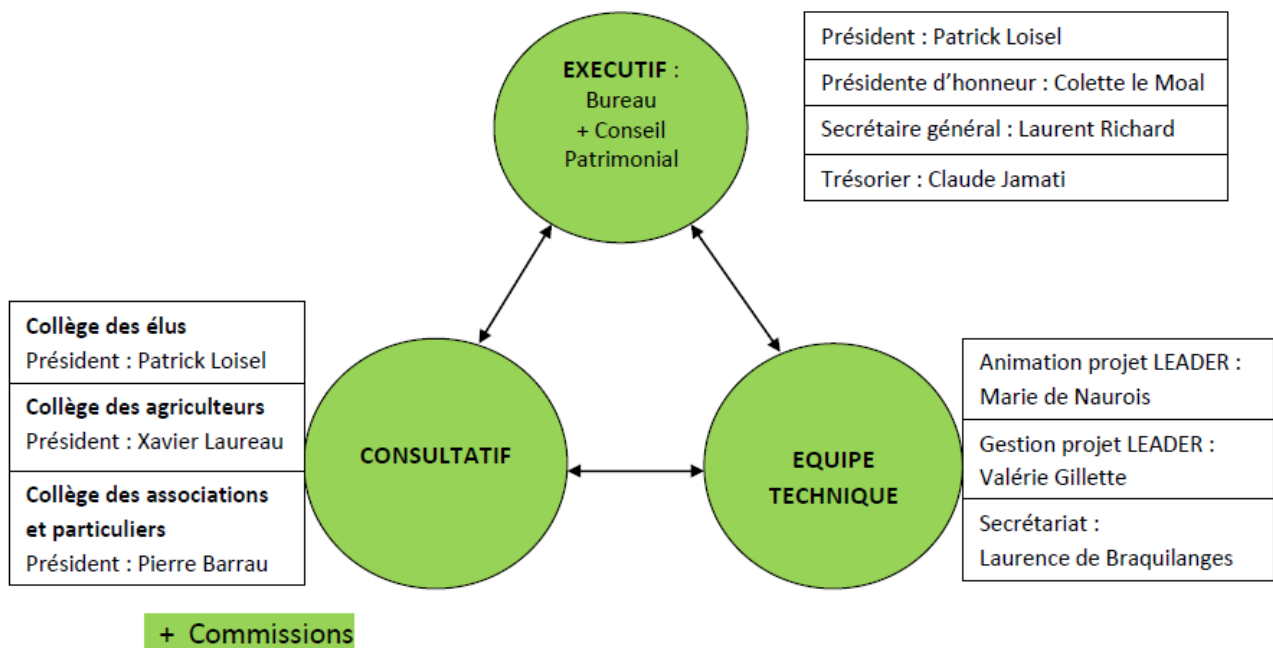 EXECUTIF :
Bureau
+ Conseil
Patrimonial
Président : Patrick Loisel
Présidente d’honneur : Colette le Moal
Secrétaire général : Laurent Richard
Trésorier : Claude Jamati
Collège des élus
Président : Patrick Loisel
Collège des agriculteurs
Président : Xavier Laureau
Collège des associations
et particuliers
Président : Pierre Barrau
CONSULTATIF
EQUIPE
TECHNIQUE
Animation projet LEADER :
Marie de Naurois
Gestion projet LEADER :
Valérie Gillette
Secrétariat :
Laurence de Braquilanges
+ Commissions